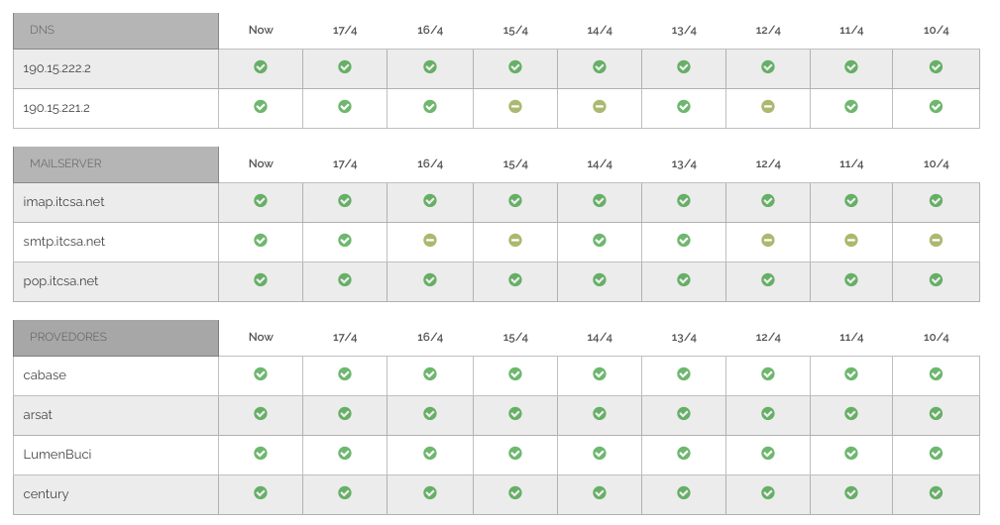 DNS Now 17/4 16/4 15/4 14/4 13/4 12/4 11/4 10/4
190.15.222.2
190.15.221.2
MAILSERVER Now 17/4 16/4 15/4 14/4 13/4 12/4 11/4 10/4
imap.itcsa.net
smtp.itcsa.net
pop.itcsa.net
PROVEDORES Now 17/4 16/4 15/4 14/4 13/4 12/4 11/4 10/4
cabase
arsat
LumenBuci
century